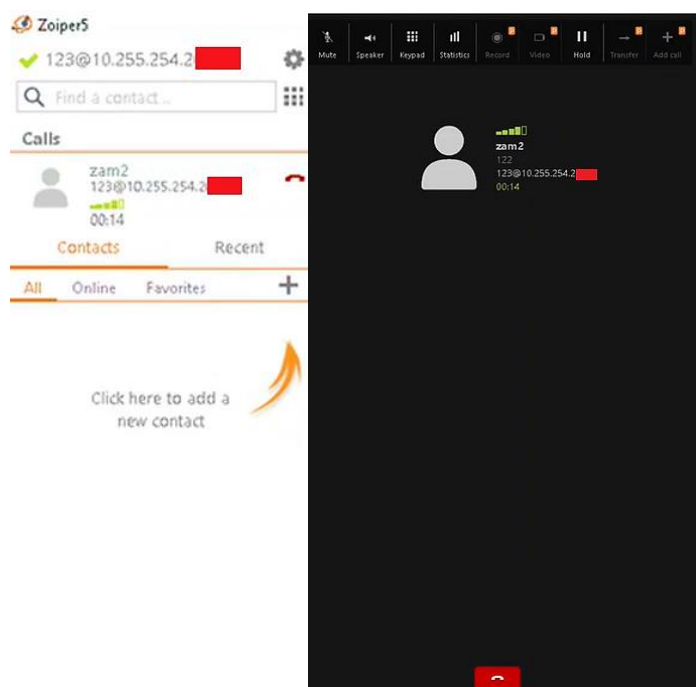 Zoiper5
123@10.255.254.2
Find a contact ..
Calls
zam2
123@10.255.254.2
00:14
Contacts Recent
All Online Favorites
Click here to add a
new contact
Mute Speaker Keypad Statistics Record Video Hold Transfer Add call
zam2
122
123@10.255.254.2
00:14